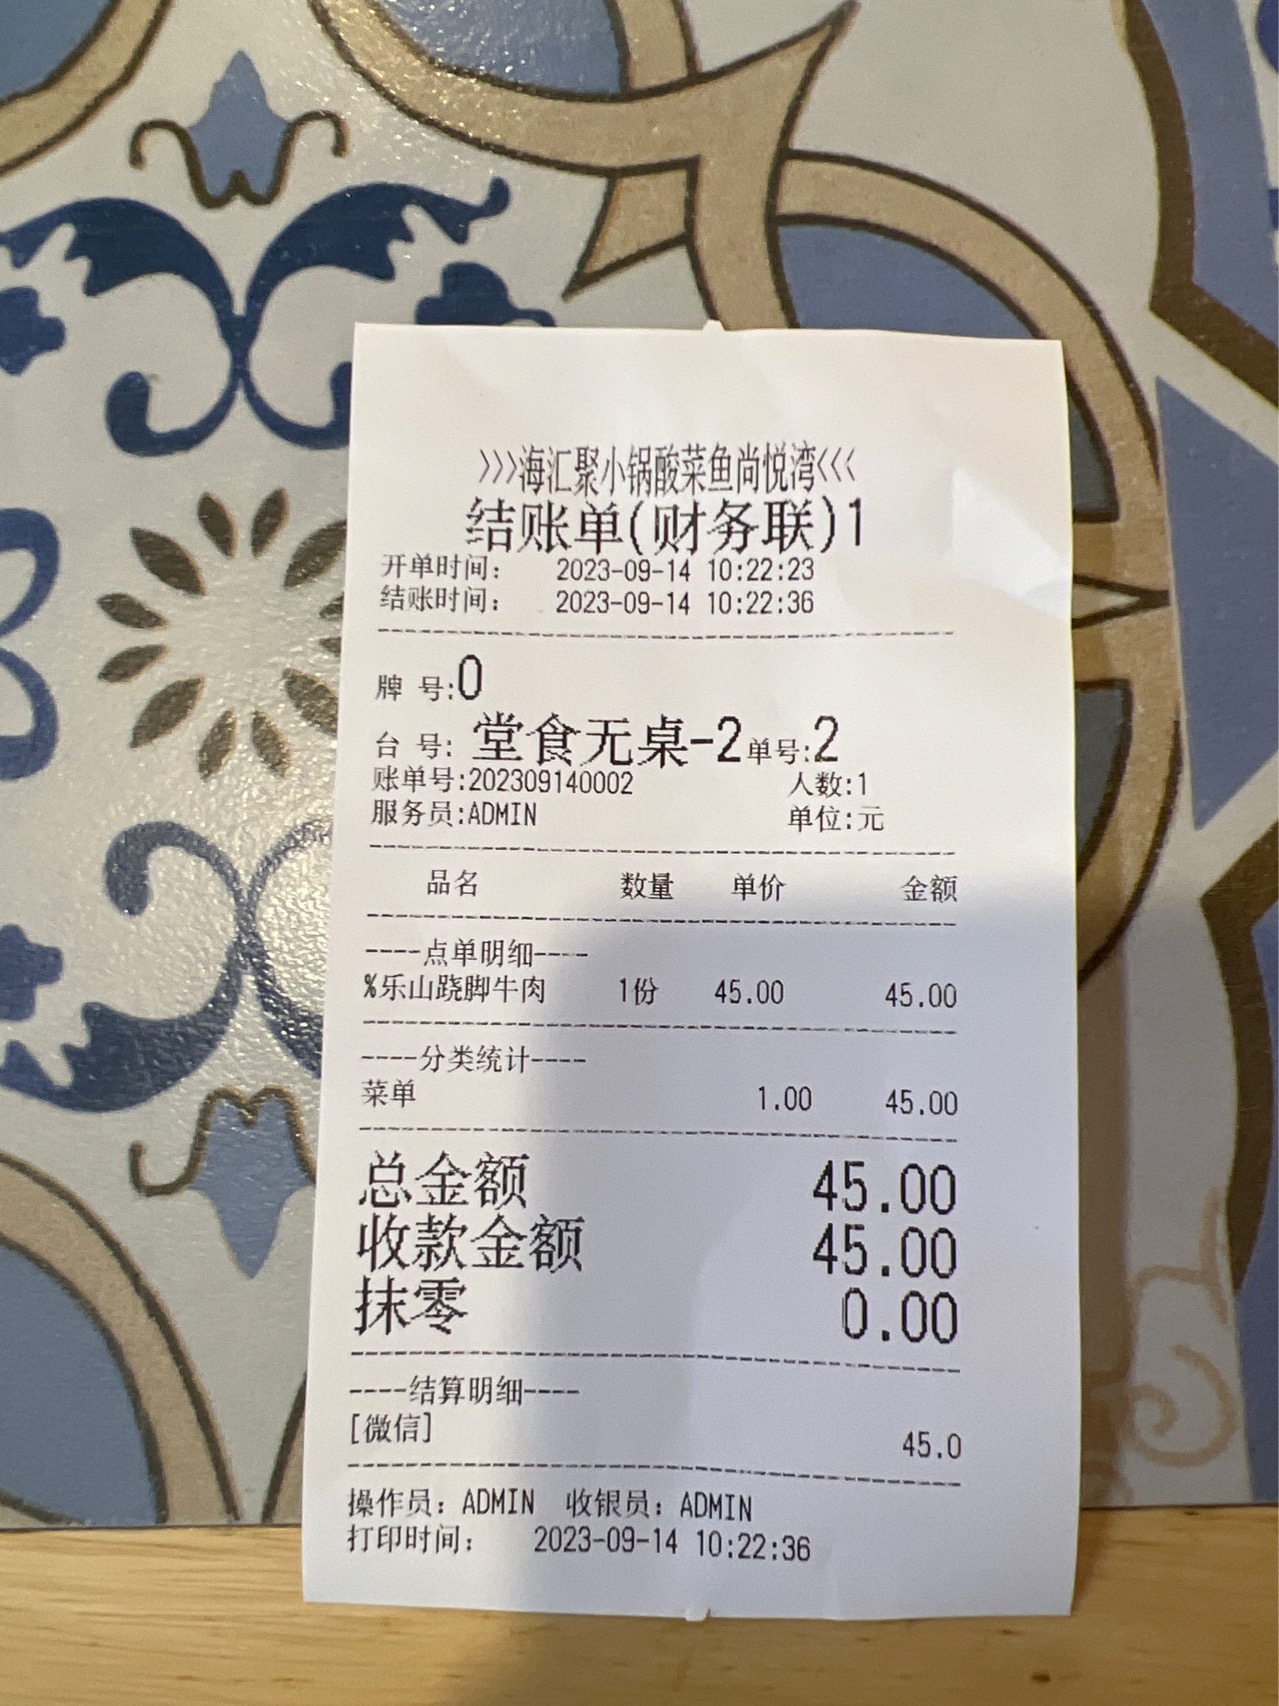 >>>海汇聚小锅酸菜鱼尚悦湾<<<
结账单(财务联)1
开单时间: 2023-09-14 10:22:23
结账时间: 2023-09-14 10:22:36
牌 号:0
台 号: 堂食无桌-2单号:2
账单号:202309140002 人数:1
服务员:ADMIN 单位:元
品名 数量 单价 金额
----点单明细----
%乐山跷脚牛肉 1份 45.00 45.00
----分类统计----
菜单 1.00 45.00
总金额 45.00
收款金额 45.00
抹零 0.00
----结算明细----
[微信] 45.0
操作员: ADMIN 收银员: ADMIN
打印时间: 2023-09-14 10:22:36